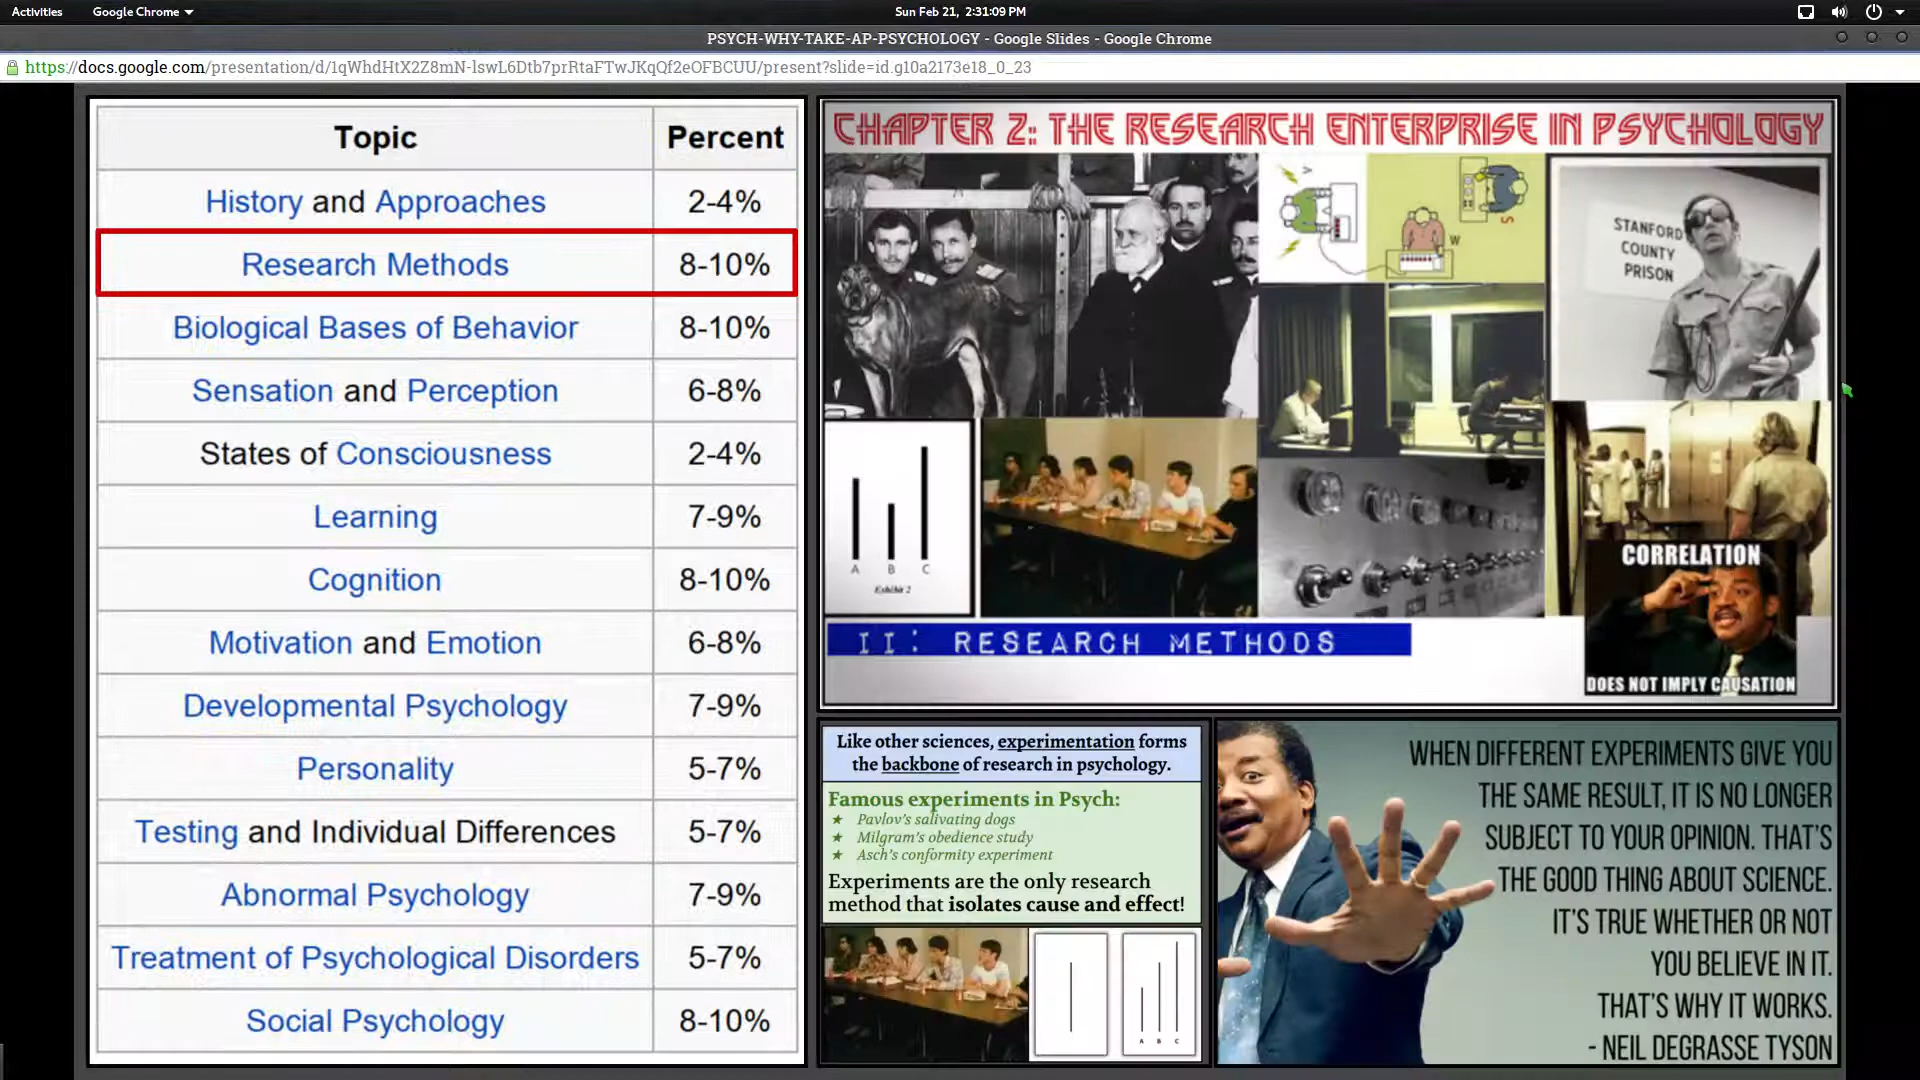 Activities Google Chrome Sun Feb 21, 2:31:09 PM
PSYCH-WHY-TAKE-AP-PSYCHOLOGY - Google Slides - Google Chrome
https://docs.google.com/presentation/d/1qWhdHtX2Z8mN-lswL6Dtb7prRtaFTwJKqQf2eOFBCUU/present?slide=id.g10a2173e18_0_23
Topic Percent
History and Approaches 2-4%
Research Methods 8-10%
Biological Bases of Behavior 8-10%
Sensation and Perception 6-8%
States of Consciousness 2-4%
Learning 7-9%
Cognition 8-10%
Motivation and Emotion 6-8%
Developmental Psychology 7-9%
Personality 5-7%
Testing and Individual Differences 5-7%
Abnormal Psychology 7-9%
Treatment of Psychological Disorders 5-7%
Social Psychology 8-10%
CHAPTER 2: THE RESEARCH ENTERPRISE IN PSYCHOLOGY
V
S
W
STANFORD
COUNTY
PRISON
A B C
Exhibit 2
CORRELATION
DOES NOT IMPLY CAUSATION
II: RESEARCH METHODS
Like other sciences, experimentation forms
the backbone of research in psychology.
Famous experiments in Psych:
★ Pavlov's salivating dogs
★ Milgram's obedience study
★ Asch's conformity experiment
Experiments are the only research
method that isolates cause and effect!
A B C
WHEN DIFFERENT EXPERIMENTS GIVE YOU
THE SAME RESULT, IT IS NO LONGER
SUBJECT TO YOUR OPINION. THAT'S
THE GOOD THING ABOUT SCIENCE.
IT'S TRUE WHETHER OR NOT
YOU BELIEVE IN IT.
THAT'S WHY IT WORKS.
- NEIL DEGRASSE TYSON